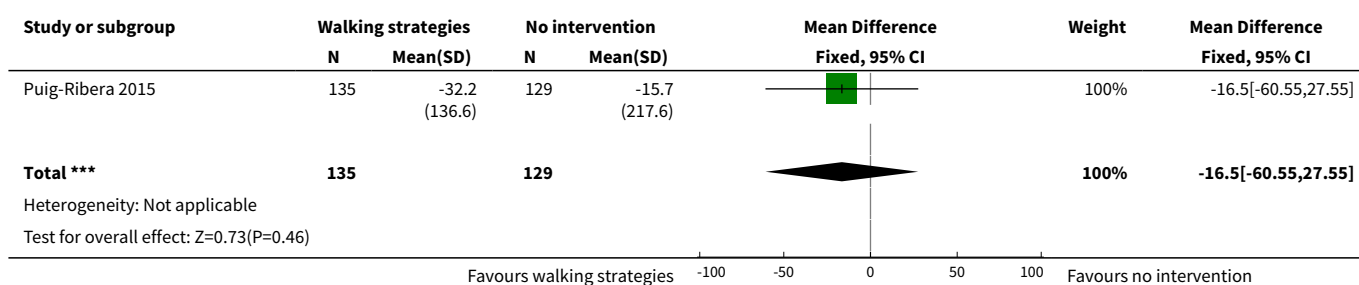 Study or subgroup Walking strategies No intervention Mean Difference Weight Mean Difference
N Mean(SD) N Mean(SD) Fixed, 95% CI Fixed, 95% CI
Puig-Ribera 2015 135 -32.2 129 -15.7 100% -16.5[-60.55,27.55]
(136.6) (217.6)
Total *** 135 129 100% -16.5[-60.55,27.55]
Heterogeneity: Not applicable
Test for overall effect: Z=0.73(P=0.46)
Favours walking strategies -100 -50 0 50 100 Favours no intervention